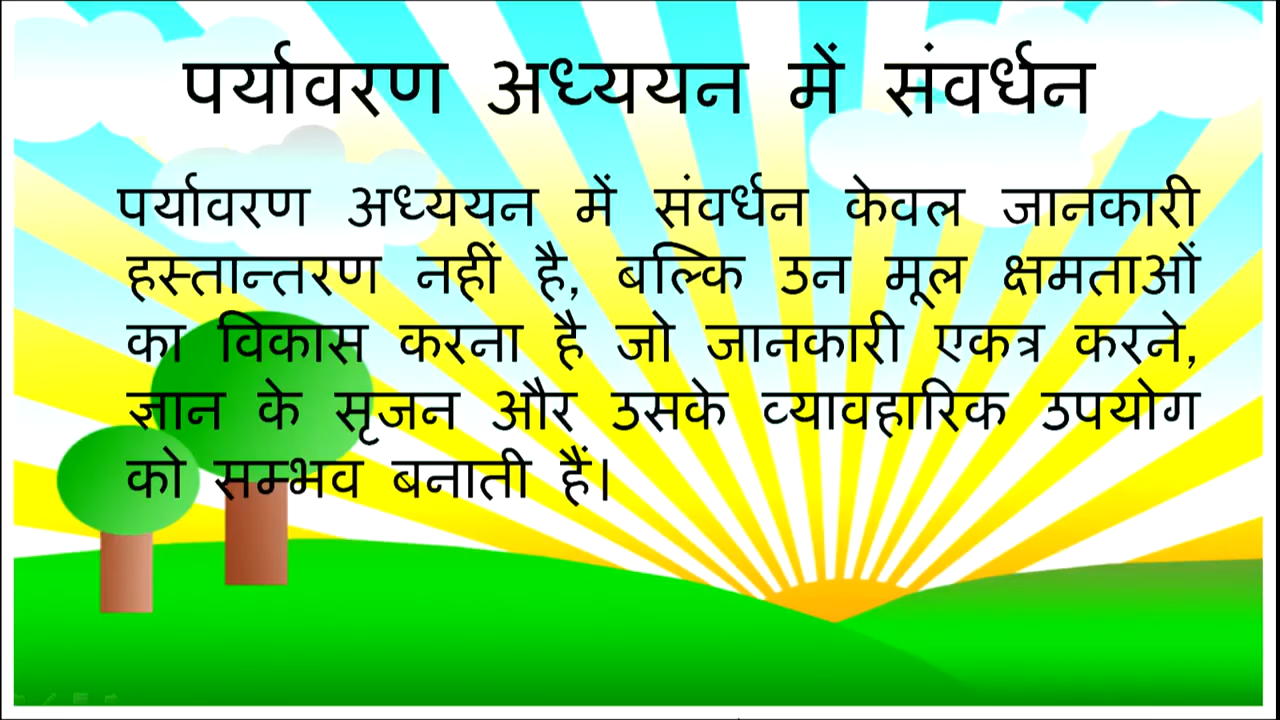 पर्यावरण अध्ययन में संवर्धन
पर्यावरण अध्ययन में संवर्धन केवल जानकारी
हस्तान्तरण नहीं है, बल्कि उन मूल क्षमताओं
का विकास करना है जो जानकारी एकत्र करने,
ज्ञान के सृजन और उसके व्यावहारिक उपयोग
को सम्भव बनाती हैं।